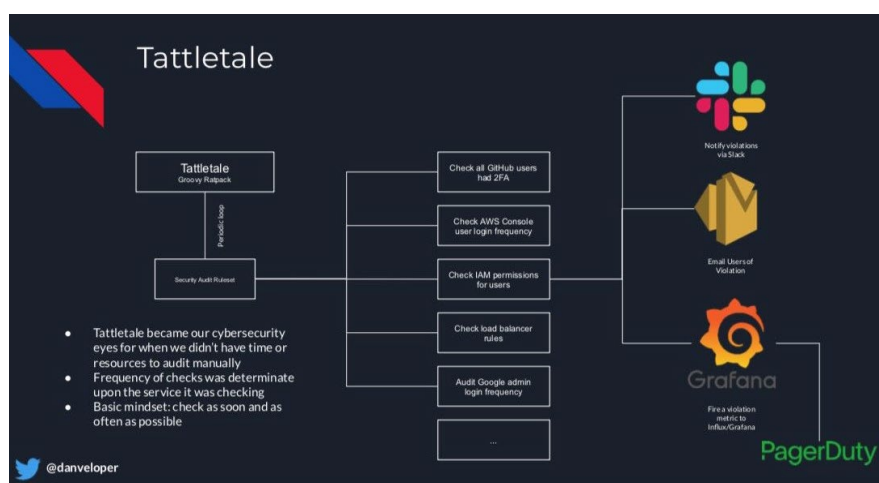 Tattletale
Tattletale
Groovy Ratpack
Periodic loop
Security Audit Ruleset
Check all GitHub users
had 2FA
Check AWS Console
user login frequency
Check IAM permissions
for users
Check load balancer
rules
Audit Google admin
login frequency
...
Notify violations
via Slack
Email Users of
Violation
Grafana
Fire a violation
metric to
Influx/Grafana
PagerDuty
● Tattletale became our cybersecurity
eyes for when we didn't have time or
resources to audit manually
● Frequency of checks was determinate
upon the service it was checking
● Basic mindset: check as soon and as
often as possible
@danveloper